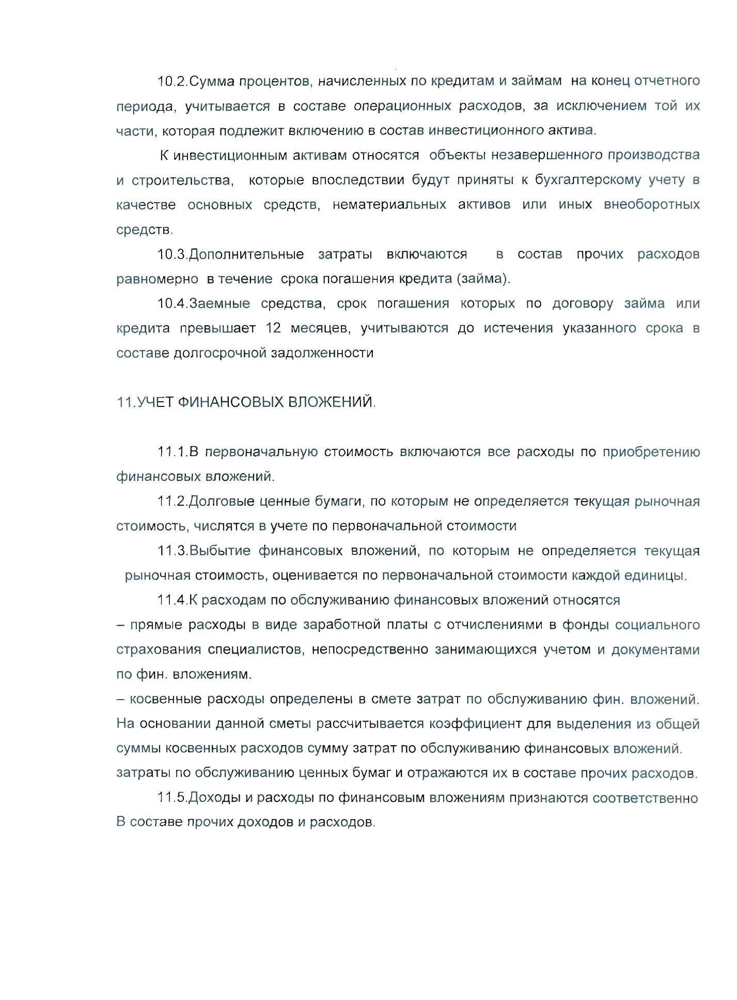 10.2.Сумма процентов, начисленных по кредитам и займам на конец отчетного
периода, учитывается в составе операционных расходов, за исключением той их
части, которая подлежит включению в состав инвестиционного актива.
К инвестиционным активам относятся объекты незавершенного производства
и строительства, которые впоследствии будут приняты к бухгалтерскому учету в
качестве основных средств, нематериальных активов или иных внеоборотных
средств.
10.3.Дополнительные затраты включаются в состав прочих расходов
равномерно в течение срока погашения кредита (займа).
10.4.Заемные средства, срок погашения которых по договору займа или
кредита превышает 12 месяцев, учитываются до истечения указанного срока в
составе долгосрочной задолженности
11.УЧЕТ ФИНАНСОВЫХ ВЛОЖЕНИЙ.
11.1.В первоначальную стоимость включаются все расходы по приобретению
финансовых вложений.
11.2.Долговые ценные бумаги, по которым не определяется текущая рыночная
стоимость, числятся в учете по первоначальной стоимости
11.3.Выбытие финансовых вложений, по которым не определяется текущая
рыночная стоимость, оценивается по первоначальной стоимости каждой единицы.
11.4.К расходам по обслуживанию финансовых вложений относятся
– прямые расходы в виде заработной платы с отчислениями в фонды социального
страхования специалистов, непосредственно занимающихся учетом и документами
по фин. вложениям.
– косвенные расходы определены в смете затрат по обслуживанию фин. вложений.
На основании данной сметы рассчитывается коэффициент для выделения из общей
суммы косвенных расходов сумму затрат по обслуживанию финансовых вложений.
затраты по обслуживанию ценных бумаг и отражаются их в составе прочих расходов.
11.5.Доходы и расходы по финансовым вложениям признаются соответственно
В составе прочих доходов и расходов.